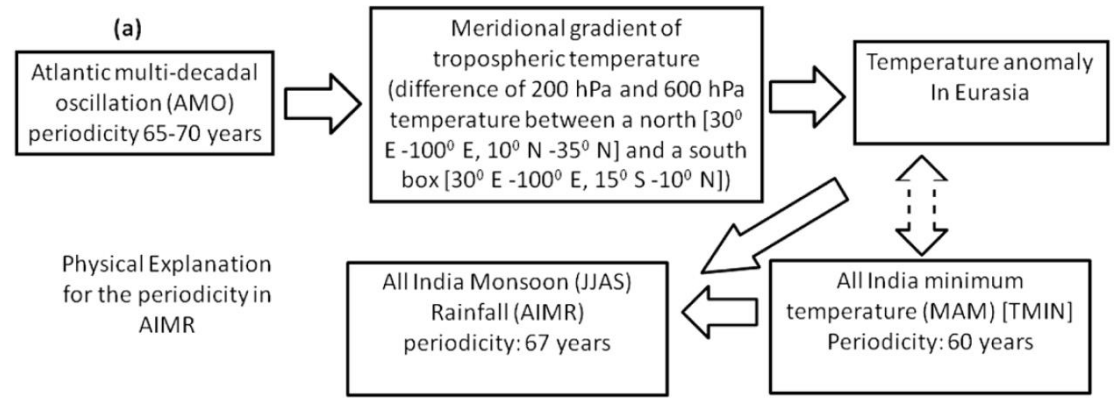 (a)
Atlantic multi-decadal
oscillation (AMO)
periodicity 65-70 years
Meridional gradient of
tropospheric temperature
(difference of 200 hPa and 600 hPa
temperature between a north [30⁰
E -100⁰ E, 10⁰ N -35⁰ N] and a south
box [30⁰ E -100⁰ E, 15⁰ S -10⁰ N])
Temperature anomaly
In Eurasia
Physical Explanation
for the periodicity in
AIMR
All India Monsoon (JJAS)
Rainfall (AIMR)
periodicity: 67 years
All India minimum
temperature (MAM) [TMIN]
Periodicity: 60 years